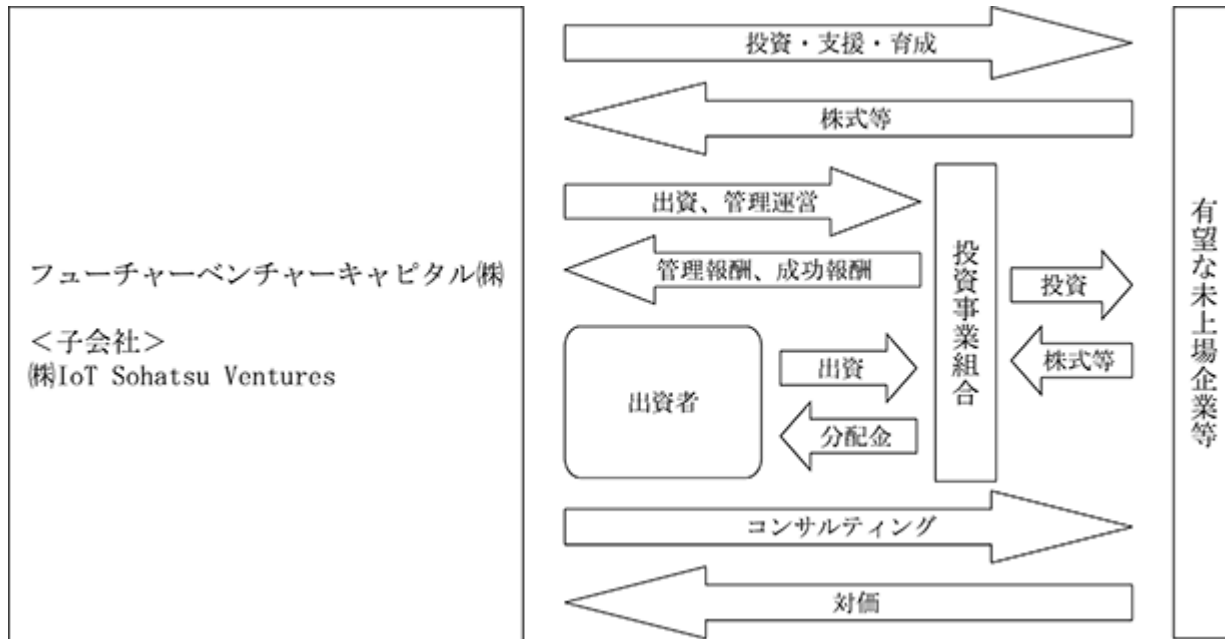 フューチャーベンチャーキャピタル㈱
＜子会社＞
㈱IoT Sohatsu Ventures
投資・支援・育成
株式等
出資、管理運営
管理報酬、成功報酬
出資者
出資
分配金
投資事業組合
投資
株式等
コンサルティング
対価
有望な未上場企業等